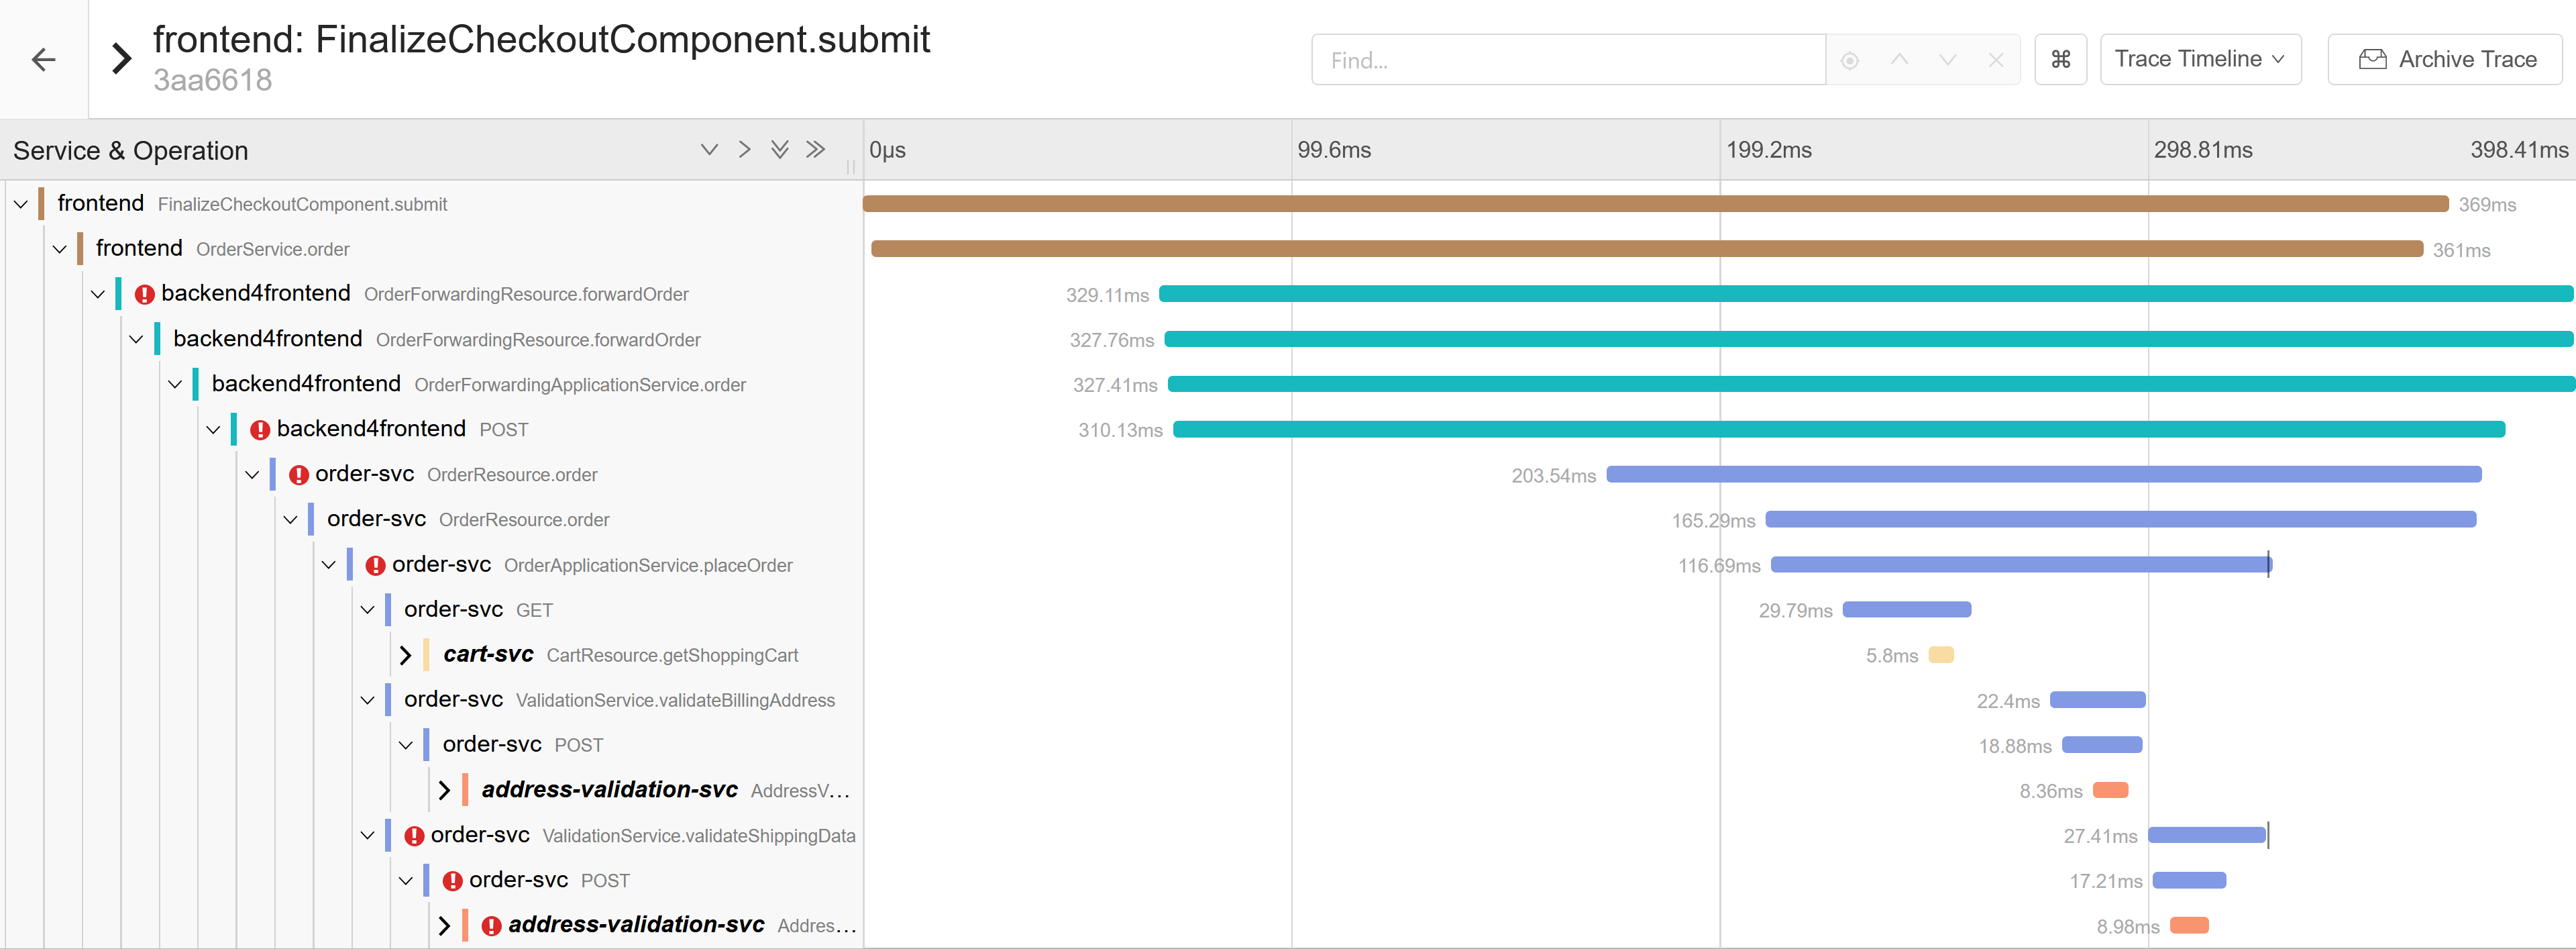 frontend: FinalizeCheckoutComponent.submit
3aa6618
Find...
⌘
Trace Timeline
Archive Trace
Service & Operation
0μs
99.6ms
199.2ms
298.81ms
398.41ms
frontend FinalizeCheckoutComponent.submit 369ms
frontend OrderService.order 361ms
backend4frontend OrderForwardingResource.forwardOrder 329.11ms
backend4frontend OrderForwardingResource.forwardOrder 327.76ms
backend4frontend OrderForwardingApplicationService.order 327.41ms
backend4frontend POST 310.13ms
order-svc OrderResource.order 203.54ms
order-svc OrderResource.order 165.29ms
order-svc OrderApplicationService.placeOrder 116.69ms
order-svc GET 29.79ms
cart-svc CartResource.getShoppingCart 5.8ms
order-svc ValidationService.validateBillingAddress 22.4ms
order-svc POST 18.88ms
address-validation-svc AddressV... 8.36ms
order-svc ValidationService.validateShippingData 27.41ms
order-svc POST 17.21ms
address-validation-svc Addres... 8.98ms